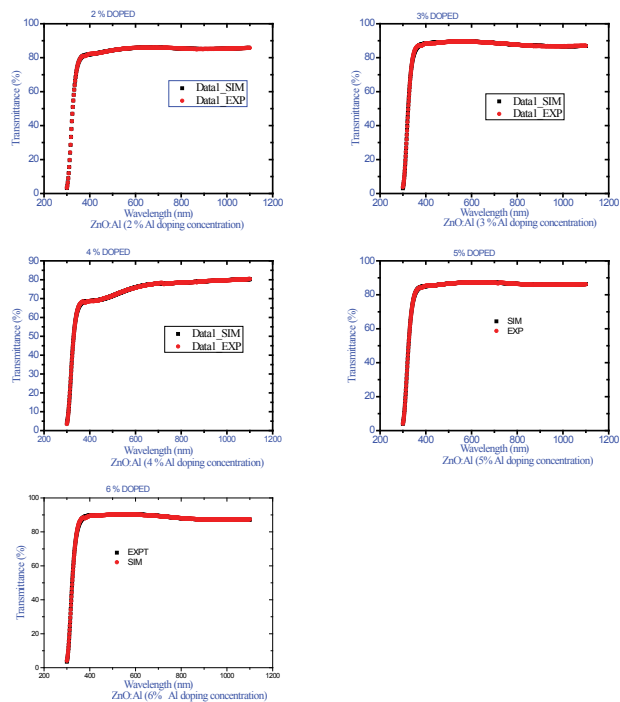 2 % DOPED
100
80
60
40
20
0
Transmittance (%)
Data1_SIM
Data1_EXP
200 400 600 800 1000 1200
Wavelength (nm)
ZnO:Al (2 % Al doping concentration)
3% DOPED
100
80
60
40
20
0
Transmittance (%)
Data1_SIM
Data1_EXP
200 400 600 800 1000 1200
Wavelength (nm)
ZnO:Al (3 % Al doping concentration)
4 % DOPED
90
80
70
60
50
40
30
20
10
0
Transmittance (%)
Data1_SIM
Data1_EXP
200 400 600 800 1000 1200
Wavelength (nm)
ZnO:Al (4 % Al doping concentration)
5% DOPED
100
80
60
40
20
0
Transmittance (%)
SIM
EXP
200 400 600 800 1000 1200
Wavelength (nm)
ZnO:Al (5% Al doping concentration)
6 % DOPED
100
80
60
40
20
0
Transmittance (%)
EXPT
SIM
200 400 600 800 1000 1200
Wavelength (nm)
ZnO:Al (6% Al doping concentration)